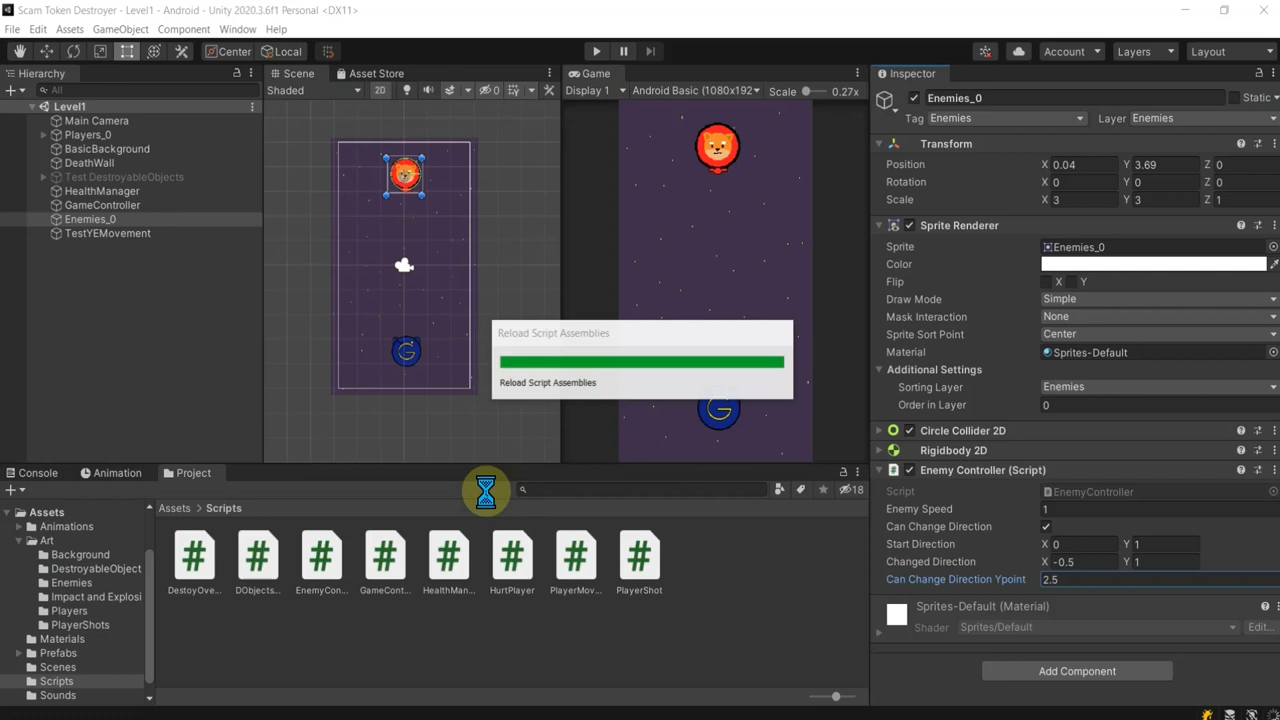 Scam Token Destroyer - Level1 - Android - Unity 2020.3.6f1 Personal <DX11>
File Edit Assets GameObject Component Window Help
Center Local Account Layers Layout
Hierarchy
All
Level1
Main Camera
Players_0
BasicBackground
DeathWall
Test DestroyableObjects
HealthManager
GameController
Enemies_0
TestYEMovement
Scene Asset Store
Shaded 2D 0
Game
Display 1 Android Basic (1080x192 Scale 0.27x
G
G
Reload Script Assemblies
Reload Script Assemblies
Inspector
Enemies_0 Static
Tag Enemies Layer Enemies
Transform
Position X 0.04 Y 3.69 Z 0
Rotation X 0 Y 0 Z 0
Scale X 3 Y 3 Z 1
Sprite Renderer
Sprite Enemies_0
Color
Flip X Y
Draw Mode Simple
Mask Interaction None
Sprite Sort Point Center
Material Sprites-Default
Additional Settings
Sorting Layer Enemies
Order in Layer 0
Circle Collider 2D
Rigidbody 2D
# Enemy Controller (Script)
Script EnemyController
Enemy Speed 1
Can Change Direction
Start Direction X 0 Y 1
Changed Direction X -0.5 Y 1
Can Change Direction Ypoint 2.5
Sprites-Default (Material)
Shader Sprites/Default Edit...
Add Component
Console Animation Project
18
Assets
Animations
Art
Background
DestroyableObject
Enemies
Impact and Explosi
Players
PlayerShots
Materials
Prefabs
Scenes
Scripts
Sounds
Assets > Scripts
# # # # # # # #
DestoyOve... DObjects... EnemyCon... GameCont... HealthMan... HurtPlayer PlayerMov... PlayerShot